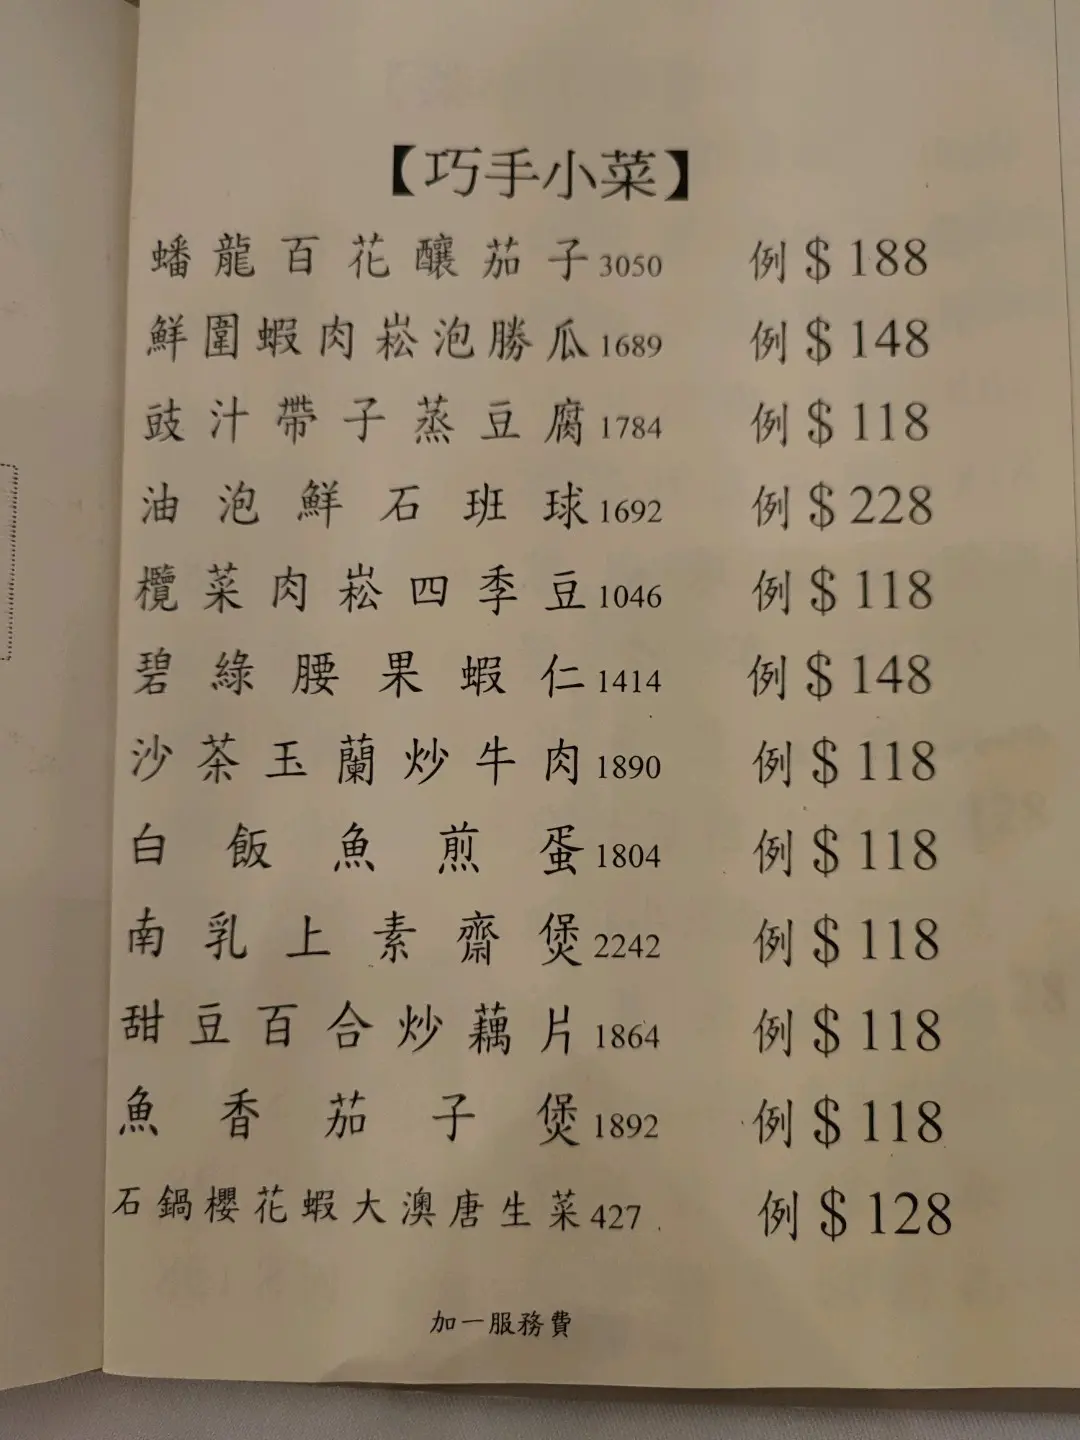 【巧手小菜】
蟠龍百花釀茄子3050 例$188
鮮圍蝦肉崧泡勝瓜1689 例$148
豉汁帶子蒸豆腐1784 例$118
油泡鮮石班球1692 例$228
欖菜肉崧四季豆1046 例$118
碧綠腰果蝦仁1414 例$148
沙茶玉蘭炒牛肉1890 例$118
白飯魚煎蛋1804 例$118
南乳上素齋煲2242 例$118
甜豆百合炒藕片1864 例$118
魚香茄子煲1892 例$118
石鍋櫻花蝦大澳唐生菜427 例$128
加一服務費